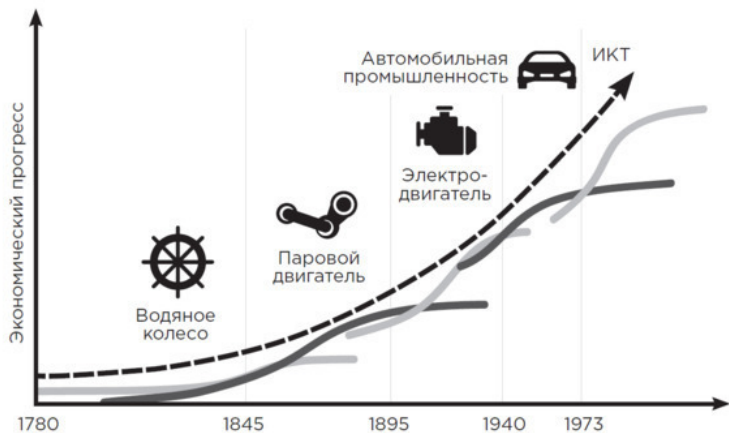 Экономический прогресс
Автомобильная
промышленность
ИКТ
Электро-
двигатель
Паровой
двигатель
Водяное
колесо
1780
1845
1895
1940
1973